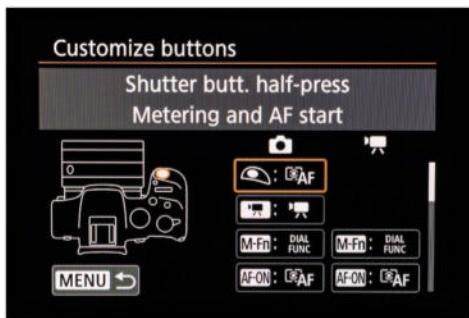 Customize buttons
Shutter butt. half-press
Metering and AF start
AF
M-Fn: DIAL FUNC M-Fn: DIAL FUNC
AF-ON: AF AF-ON: AF
MENU